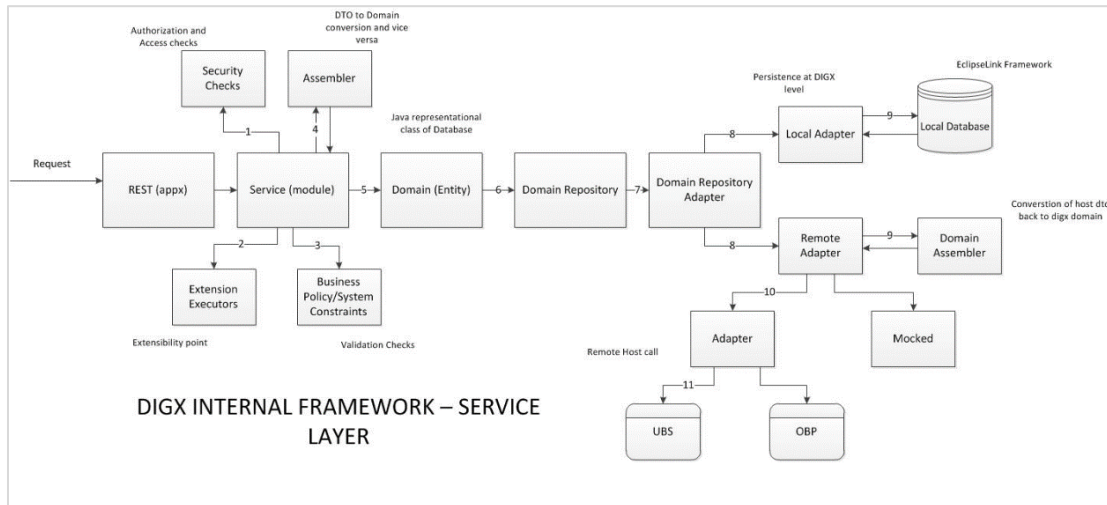 DTO to Domain
conversion and vice
versa
Authorization and
Access checks
Security
Checks
Assembler
EclipseLink Framework
Persistence at DIGX
level
Local Adapter
9
Local Database
Java representational
class of Database
1
4
8
Request
REST (appx)
Service (module)
5
Domain (Entity)
6
Domain Repository
7
Domain Repository
Adapter
Converstion of host dto
back to digx domain
2
3
8
Remote
Adapter
9
Domain
Assembler
Extension
Executors
Business
Policy/System
Constraints
10
Extensibility point
Validation Checks
Adapter
Mocked
Remote Host call
11
DIGX INTERNAL FRAMEWORK – SERVICE
LAYER
UBS
OBP